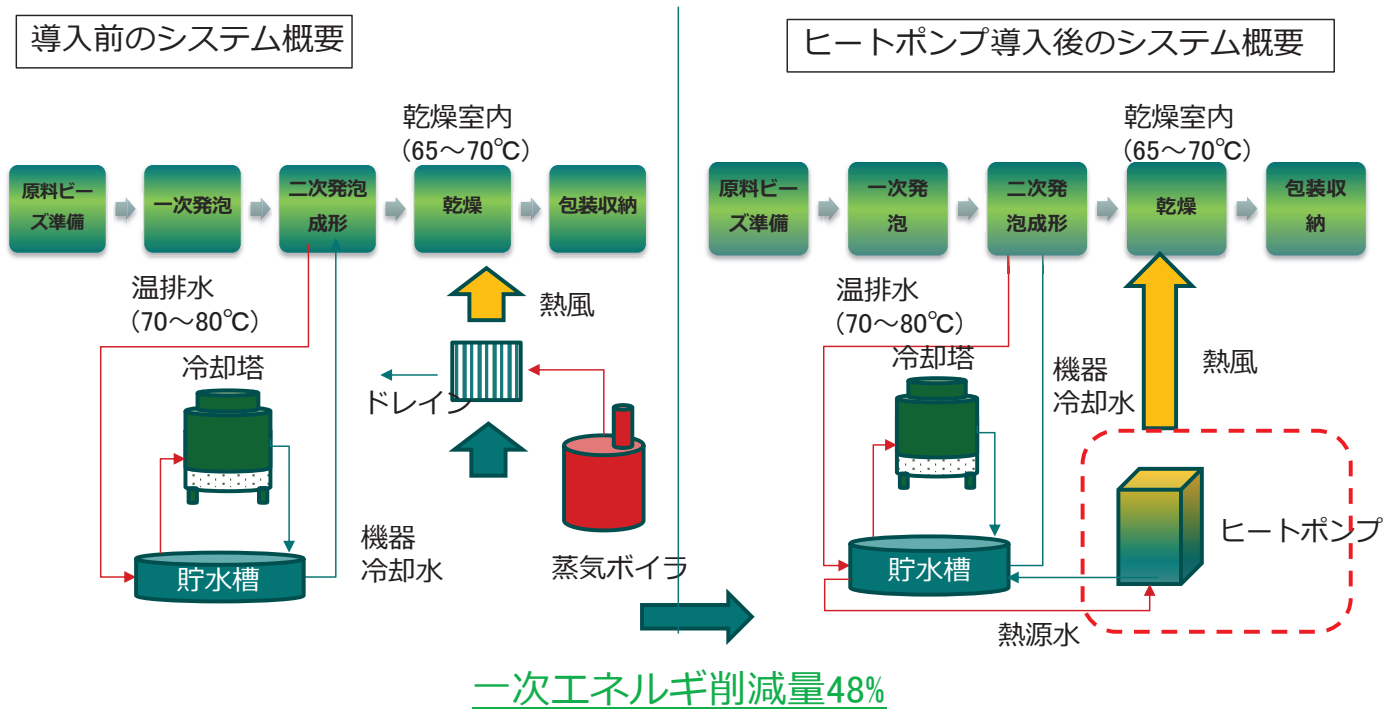 導入前のシステム概要
乾燥室内
(65～70℃)
原料ビー
ズ準備
一次発泡
二次発泡
成形
乾燥
包装収納
温排水
(70～80℃)
熱風
冷却塔
ドレイン
機器
冷却水
貯水槽
蒸気ボイラ
ヒートポンプ導入後のシステム概要
乾燥室内
(65～70℃)
原料ビー
ズ準備
一次発
泡
二次発
泡成形
乾燥
包装収
納
温排水
(70～80℃)
冷却塔
機器
冷却水
熱風
ヒートポンプ
貯水槽
熱源水
一次エネルギ削減量48%